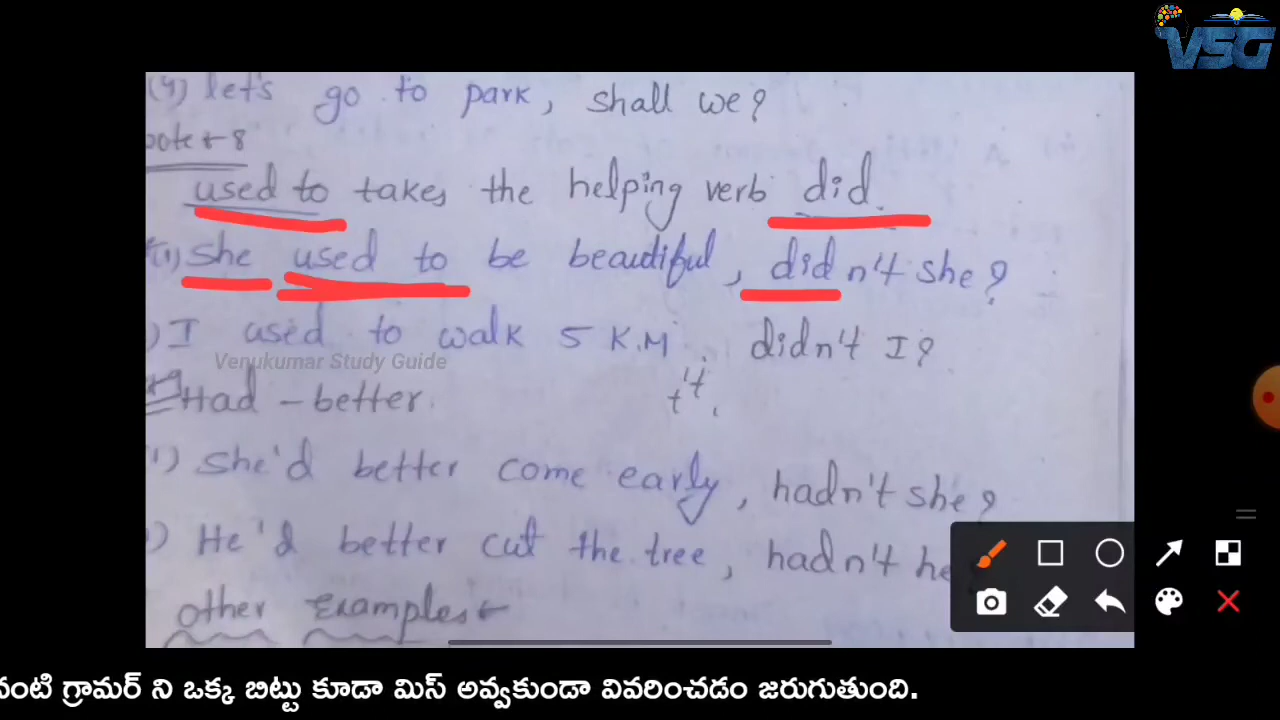 VSG
(4) let's go to park, shall we?
note 8
used to takes the helping verb did.
(1) She used to be beautiful, didn't she?
) I used to walk 5 K.M. didn't I?
Venukumar Study Guide
Had - better.
1) She'd better come early, hadn't she?
) He'd better cut the tree, hadn't he
other Examples
వంటి గ్రామర్ ని ఒక్క బిట్టు కూడా మిస్ అవ్వకుండా వివరించడం జరుగుతుంది.